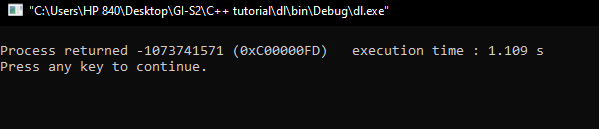 "C:\Users\HP 840\Desktop\GI-S2\C++ tutorial\dl\bin\Debug\dl.exe"
Process returned -1073741571 (0xC00000FD)   execution time : 1.109 s
Press any key to continue.